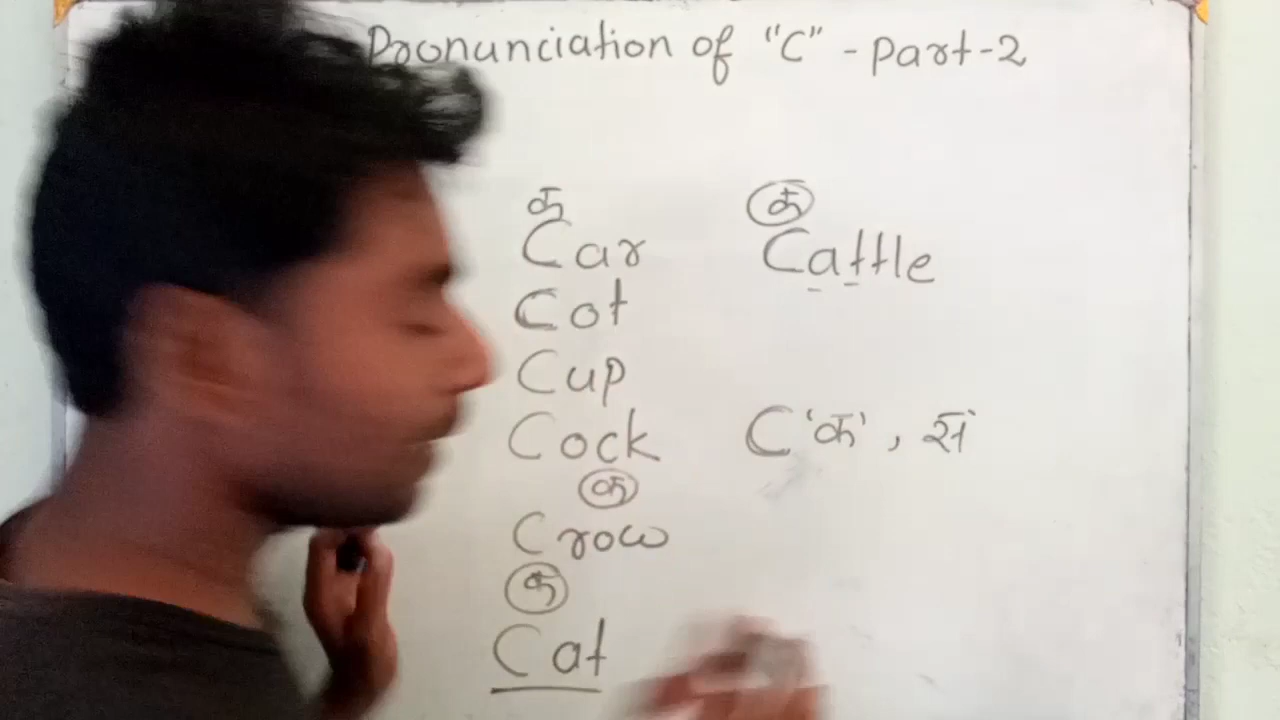 Pronunciation of "C" - Part-2
क
Car
Cot
Cup
Cock
क
Crow
क
Cat
क
Cattle
C 'क', स